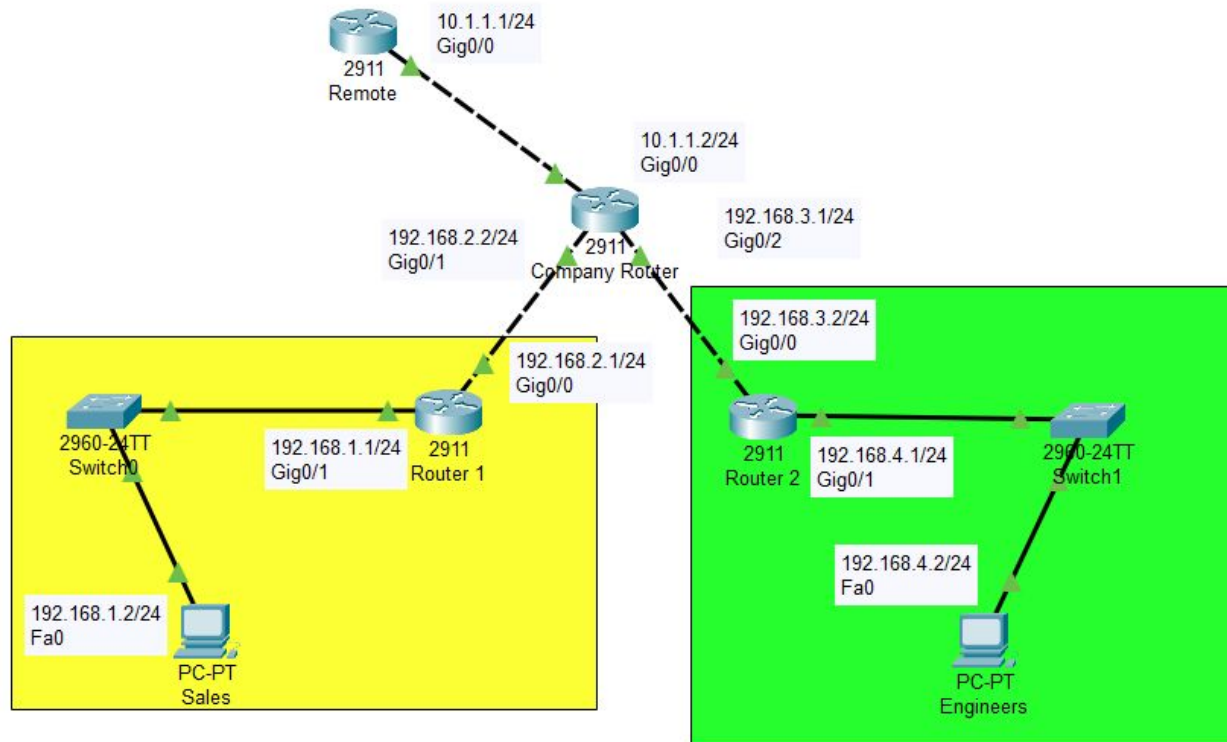 10.1.1.1/24
Gig0/0
2911
Remote
10.1.1.2/24
Gig0/0
192.168.2.2/24
Gig0/1
2911
Company Router
192.168.3.1/24
Gig0/2
192.168.2.1/24
Gig0/0
192.168.3.2/24
Gig0/0
2960-24TT
Switch0
192.168.1.1/24
Gig0/1
2911
Router 1
2911
Router 2
192.168.4.1/24
Gig0/1
2960-24TT
Switch1
192.168.1.2/24
Fa0
PC-PT
Sales
192.168.4.2/24
Fa0
PC-PT
Engineers